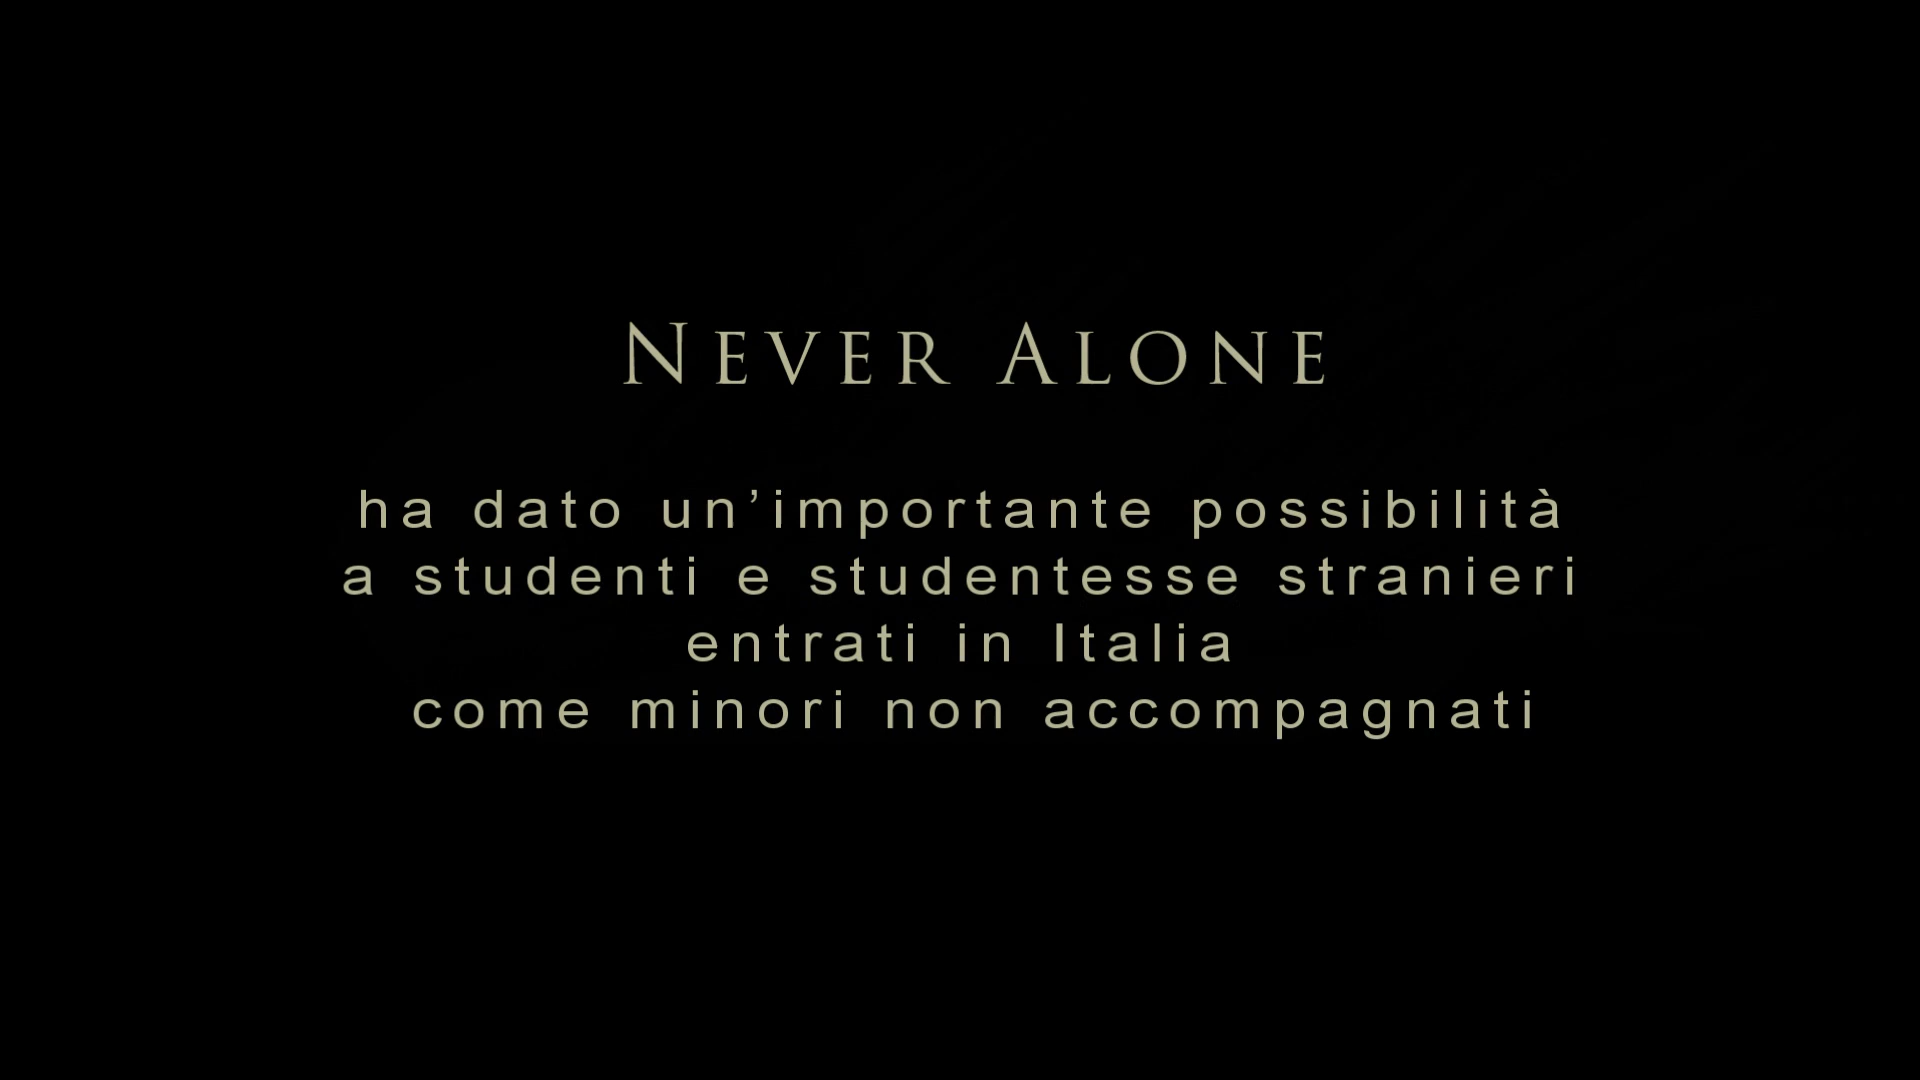 NEVER ALONE
ha dato un’importante possibilità
a studenti e studentesse stranieri
entrati in Italia
come minori non accompagnati